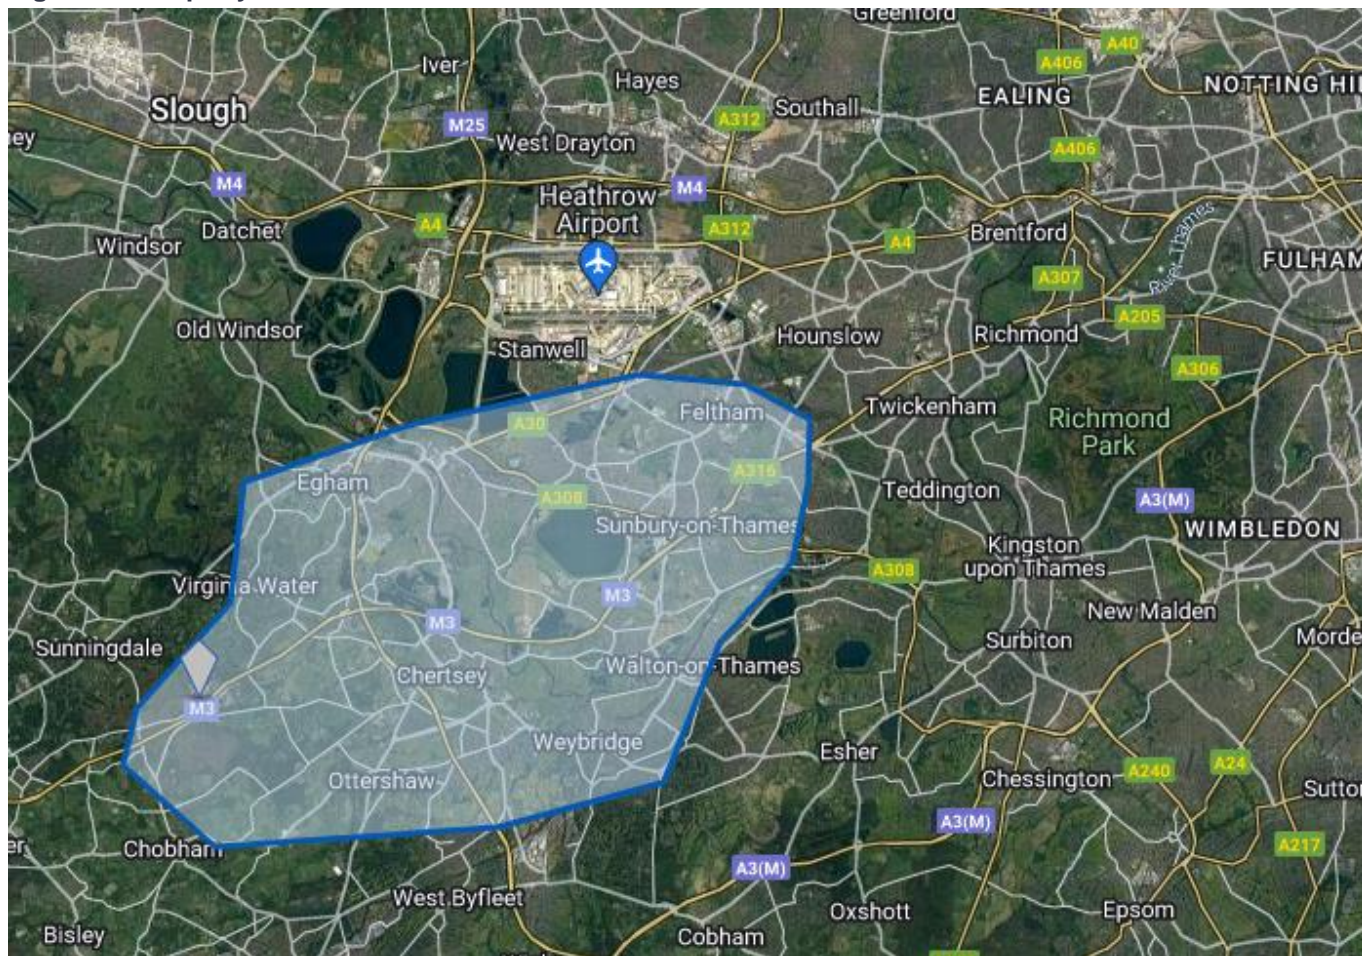 Greenford
A40
A406
Iver
Hayes
NOTTING HI
EALING
Slough
Southall
A312
M25
West Drayton
A406
M4
Heathrow
Airport
M4
A4
A312
Datchet
Windsor
Brentford
A4
River Thames
FULHAM
A307
A205
Old Windsor
Hounslow
Richmond
Stanwell
A306
Feltham
Twickenham
Richmond
Park
A30
A316
Egham
Teddington
A308
A3(M)
Sunbury-on-Thames
WIMBLEDON
Kingston
upon Thames
A308
Virginia Water
M3
New Malden
M3
Sunningdale
Surbiton
Morde
Walton-on-Thames
Chertsey
M3
Weybridge
Esher
A24
A240
Ottershaw
Chessington
Sutto
A3(M)
Chobham
A217
A3(M)
West Byfleet
Oxshott
Epsom
Bisley
Cobham